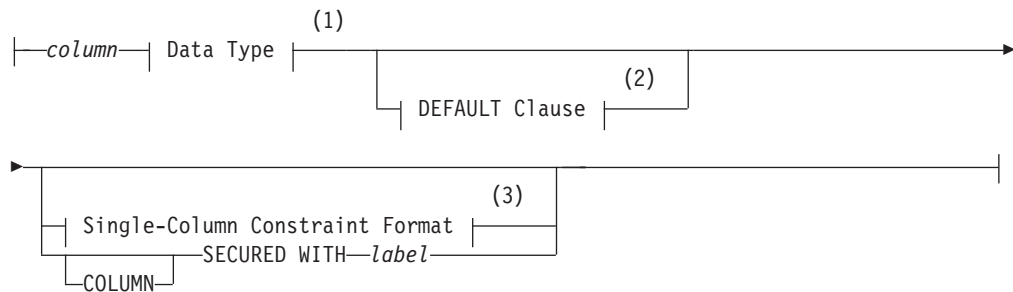 (1)
column Data Type
(2)
DEFAULT Clause
(3)
Single-Column Constraint Format
SECURED WITH label
COLUMN